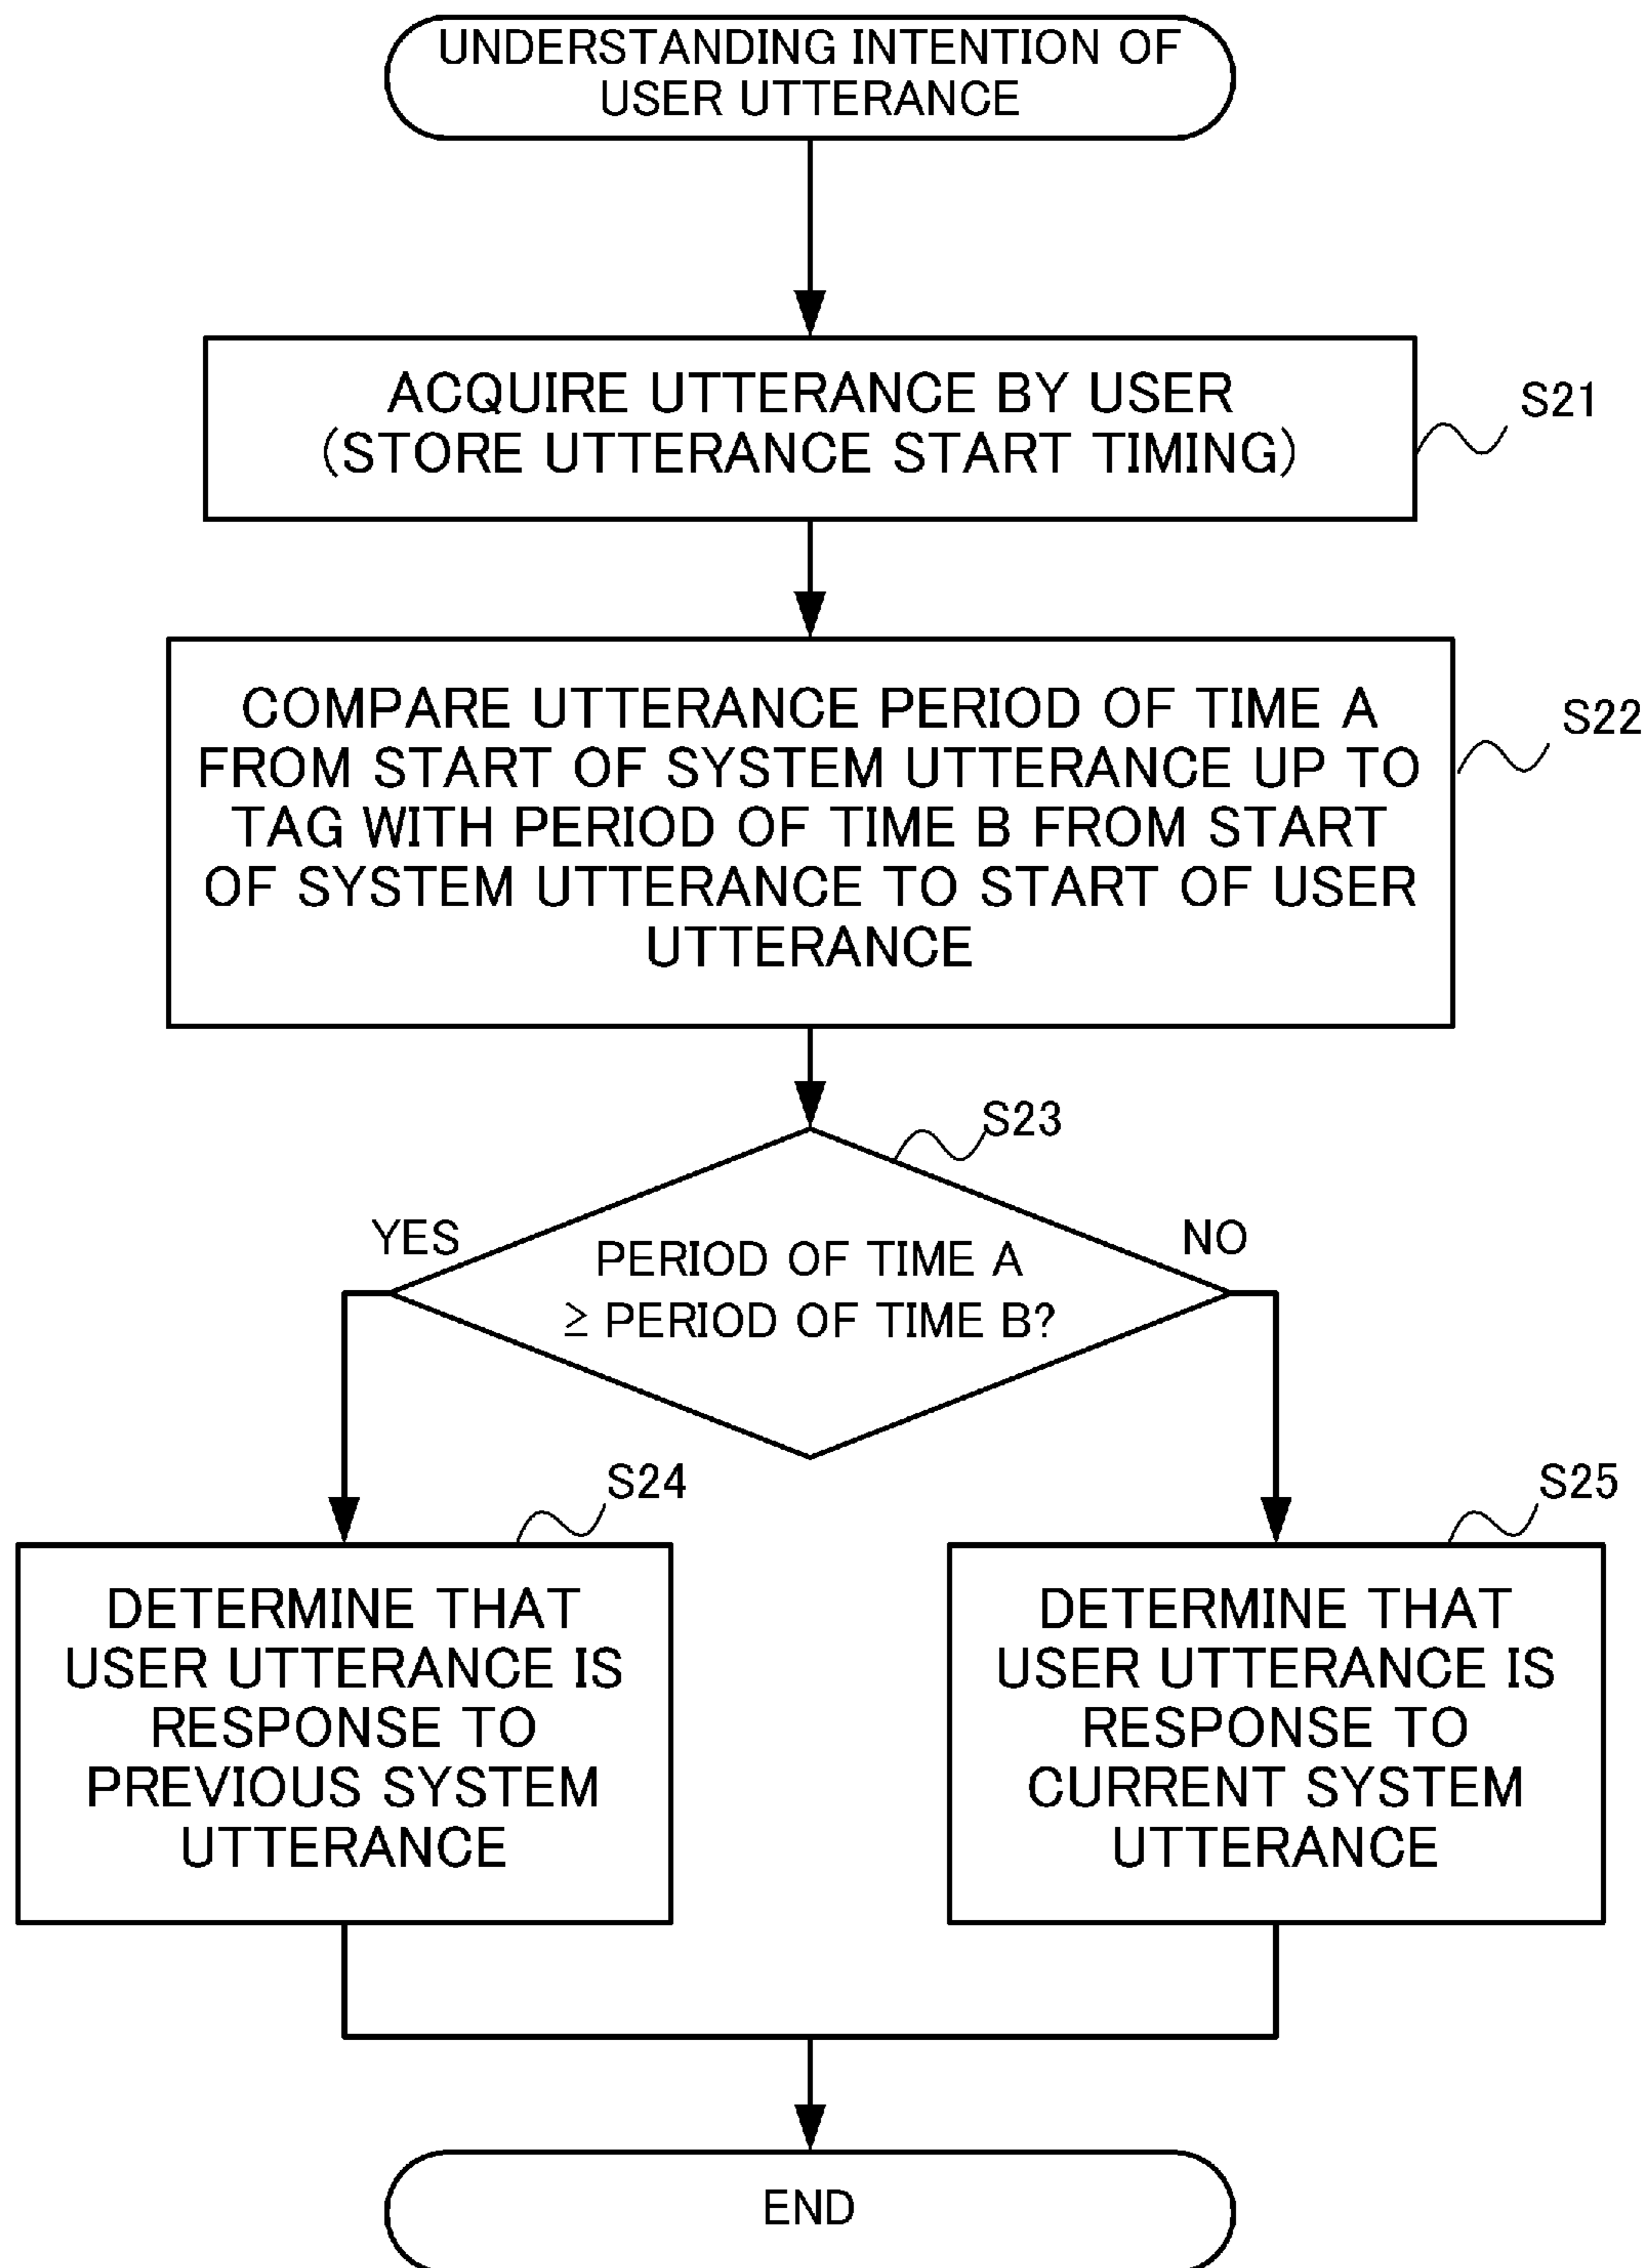 UNDERSTANDING INTENTION OF
USER UTTERANCE
ACQUIRE UTTERANCE BY USER
(STORE UTTERANCE START TIMING)
S21
COMPARE UTTERANCE PERIOD OF TIME A
FROM START OF SYSTEM UTTERANCE UP TO
TAG WITH PERIOD OF TIME B FROM START
OF SYSTEM UTTERANCE TO START OF USER
UTTERANCE
S22
S23
YES
NO
PERIOD OF TIME A
≥ PERIOD OF TIME B?
S24
DETERMINE THAT
USER UTTERANCE IS
RESPONSE TO
PREVIOUS SYSTEM
UTTERANCE
S25
DETERMINE THAT
USER UTTERANCE IS
RESPONSE TO
CURRENT SYSTEM
UTTERANCE
END